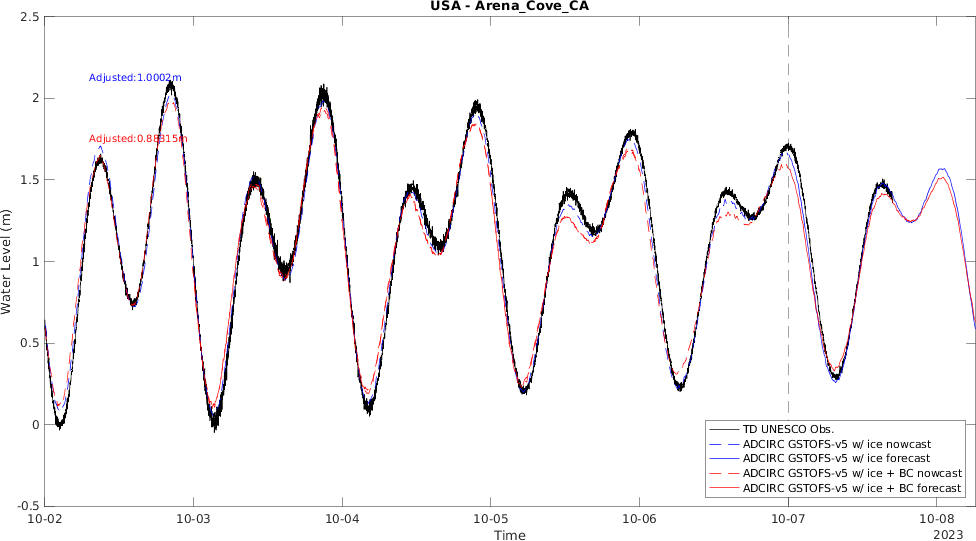 USA - Arena_Cove_CA
2.5
Adjusted:1.0002m
2
Adjusted:0.88315m
1.5
Water Level (m)
1
0.5
0
-0.5
TD UNESCO Obs.
ADCIRC GSTOFS-v5 w/ ice nowcast
ADCIRC GSTOFS-v5 w/ ice forecast
ADCIRC GSTOFS-v5 w/ ice + BC nowcast
ADCIRC GSTOFS-v5 w/ ice + BC forecast
10-02 10-03 10-04 10-05 10-06 10-07 10-08
Time
2023